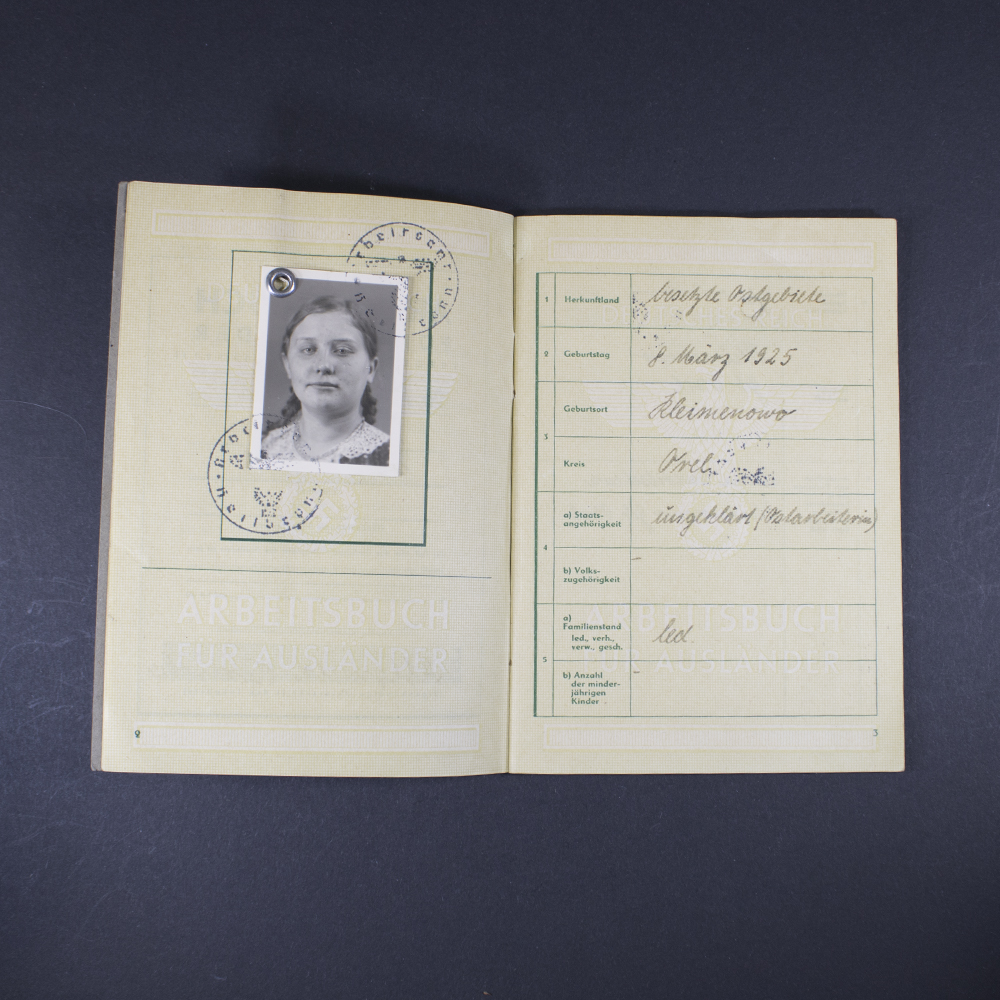 ARBEITSBUCH
FÜR AUSLÄNDER
2
DEUTSCHES REICH
1 Herkunftland besetzte Ostgebiete
2 Geburtstag 8. März 1925
3 Geburtsort Kleimenowo
Kreis Orel
4 a) Staats-
angehörigkeit ungeklärt (Ostarbeiterin)
b) Volks-
zugehörigkeit
5 a)
Familienstand
led., verh.,
verw., gesch. led.
b) Anzahl
der minder-
jährigen
Kinder
ARBEITSBUCH
FÜR AUSLÄNDER
3